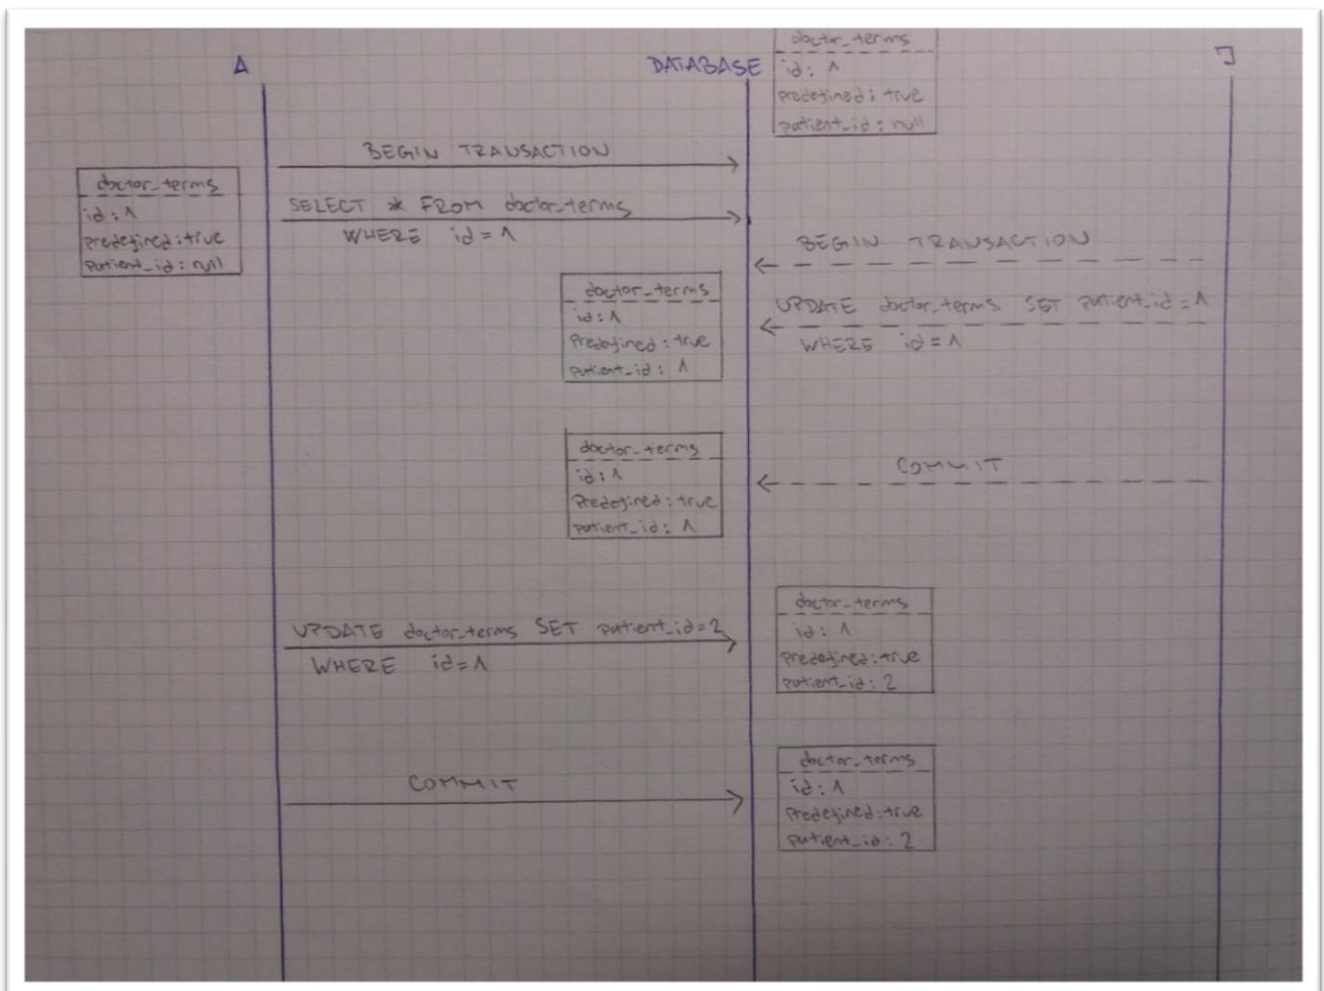 A
DATABASE
J
doctor_terms
id: 1
predefined: true
patient_id: null
BEGIN TRANSACTION
doctor_terms
id: 1
predefined: true
patient_id: null
SELECT * FROM doctor_terms
WHERE id = 1
BEGIN TRANSACTION
UPDATE doctor_terms SET patient_id = 1
WHERE id = 1
doctor_terms
id: 1
Predefined: true
patient_id: 1
COMMIT
doctor_terms
id: 1
Predefined: true
patient_id: 1
UPDATE doctor_terms SET patient_id=2
WHERE id=1
doctor_terms
id: 1
predefined: true
patient_id: 2
COMMIT
doctor_terms
id: 1
predefined: true
patient_id: 2